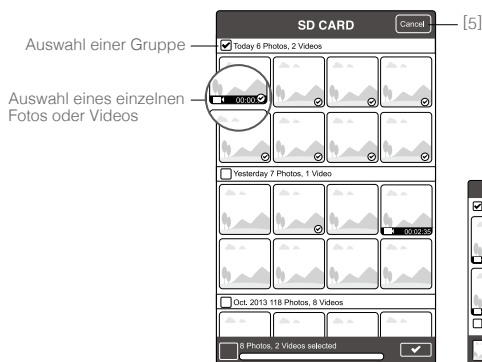 SD CARD
Cancel
[5]
Auswahl einer Gruppe
Today 6 Photos, 2 Videos
Auswahl eines einzelnen
Fotos oder Videos
00:00
Yesterday 7 Photos, 1 Video
00:02:35
Oct. 2013 118 Photos, 8 Videos
8 Photos, 2 Videos selected